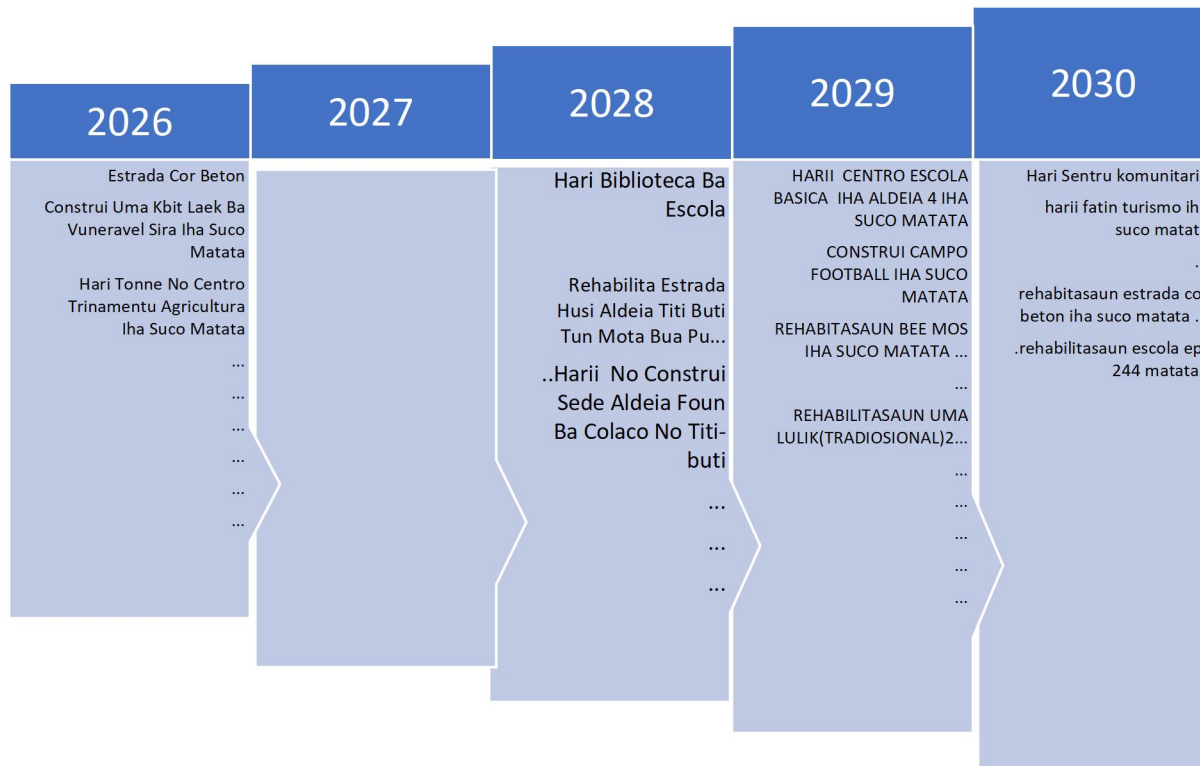 2026
Estrada Cor Beton
Construi Uma Kbit Laek Ba
Vuneravel Sira Iha Suco
Matata
Hari Tonne No Centro
Trinamentu Agricultura
Iha Suco Matata
...
...
...
...
...
...
2027
2028
Hari Biblioteca Ba
Escola
Rehabilita Estrada
Husi Aldeia Titi Buti
Tun Mota Bua Pu...
..Harii No Construi
Sede Aldeia Foun
Ba Colaco No Titi-
buti
...
...
...
2029
HARII CENTRO ESCOLA
BASICA IHA ALDEIA 4 IHA
SUCO MATATA
CONSTRUI CAMPO
FOOTBALL IHA SUCO
MATATA
REHABITASAUN BEE MOS
IHA SUCO MATATA ...
...
REHABILITASAUN UMA
LULIK(TRADIOSIONAL)2...
...
...
...
...
...
2030
Hari Sentru komunitari
harii fatin turismo ih
suco matat
.
rehabitasaun estrada co
beton iha suco matata .
.rehabilitasaun escola ep
244 matata